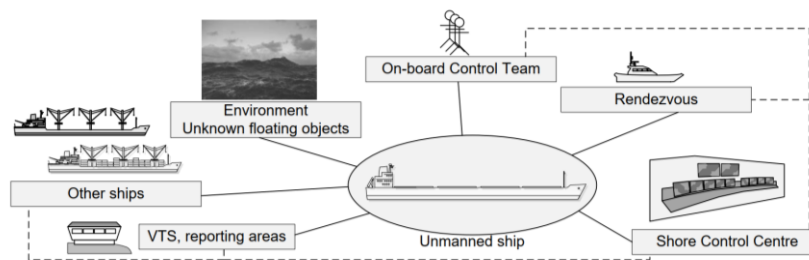 On-board Control Team
Rendezvous
Environment
Unknown floating objects
Other ships
VTS, reporting areas
Unmanned ship
Shore Control Centre